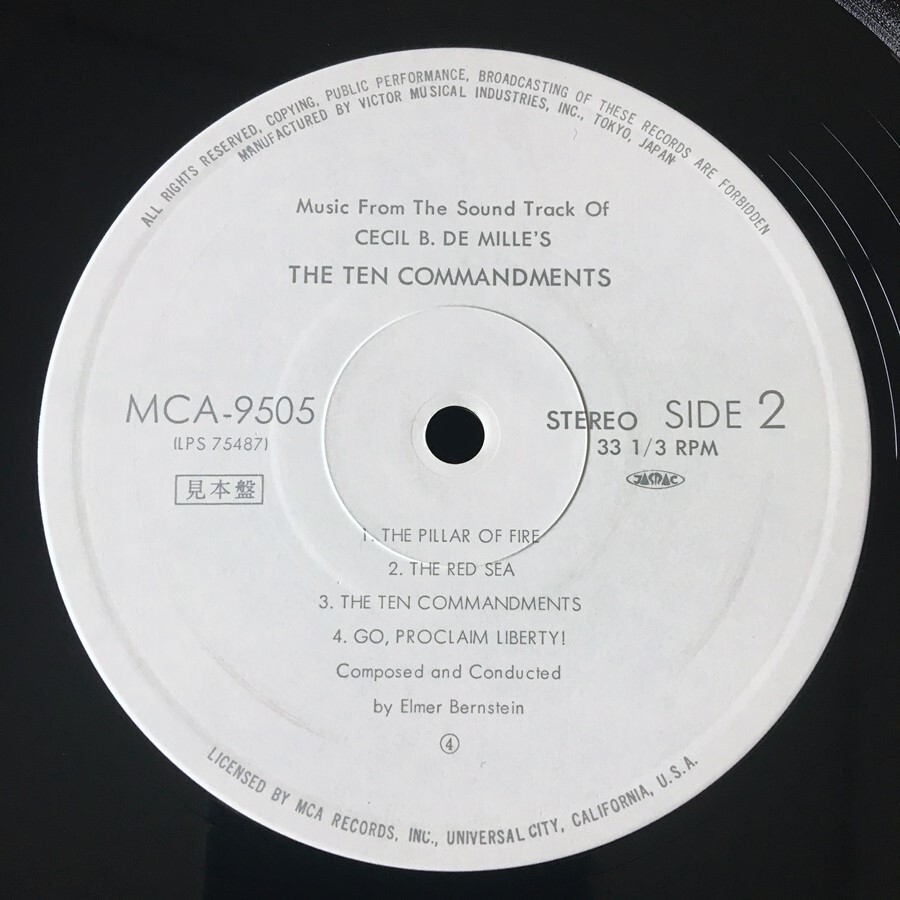 ALL RIGHTS RESERVED, COPYING, PUBLIC PERFORMANCE, BROADCASTING OF THESE RECORDS ARE FORBIDDEN
MANUFACTURED BY VICTOR MUSICAL INDUSTRIES, INC., TOKYO, JAPAN
Music From The Sound Track Of
CECIL B. DE MILLE'S
THE TEN COMMANDMENTS
MCA-9505
(LPS 75487)
見本盤
STEREO SIDE 2
33 1/3 RPM
JASRAC
1. THE PILLAR OF FIRE
2. THE RED SEA
3. THE TEN COMMANDMENTS
4. GO, PROCLAIM LIBERTY!
Composed and Conducted
by Elmer Bernstein
④
LICENSED BY MCA RECORDS, INC., UNIVERSAL CITY, CALIFORNIA, U.S.A.